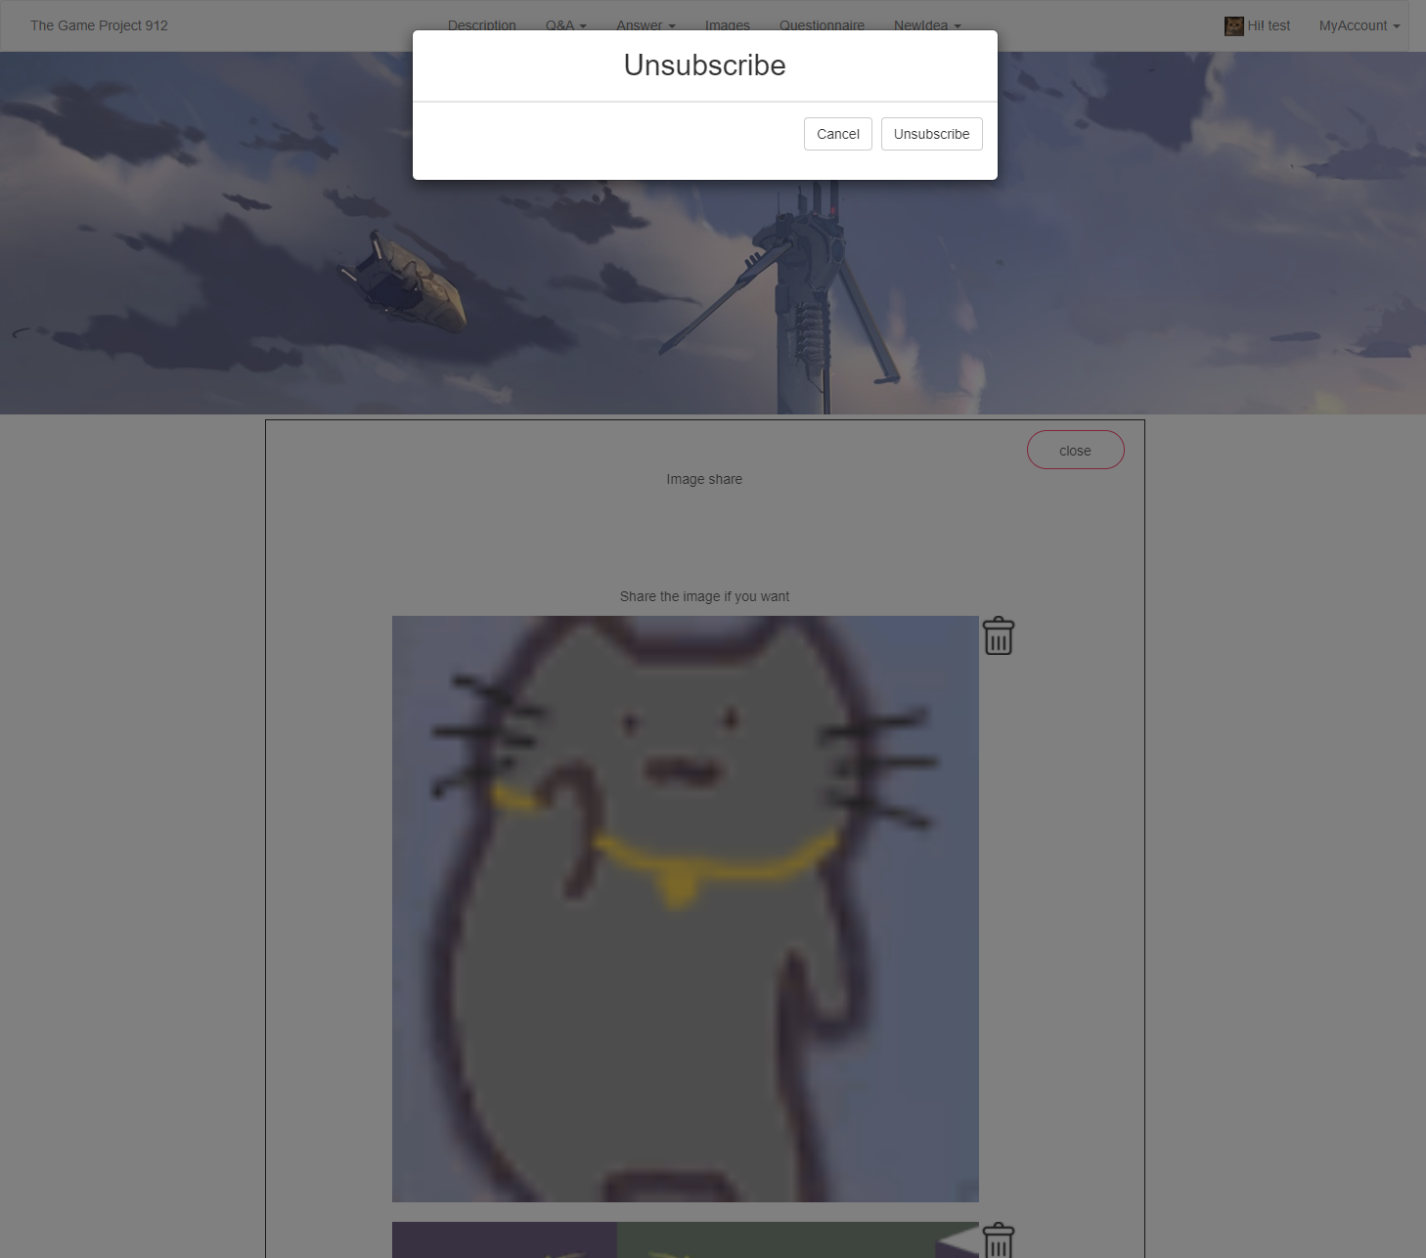 The Game Project 912 Description Q&A Answer Images Questionnaire NewIdea Hi! test MyAccount
Unsubscribe
Cancel Unsubscribe
close
Image share
Share the image if you want